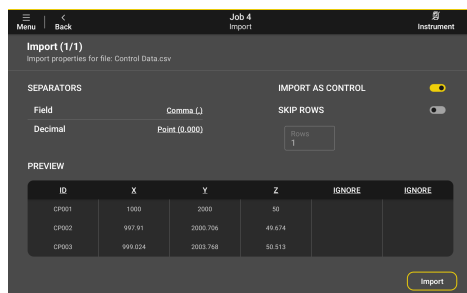 Menu
Back
Job 4
Import
Instrument
Import (1/1)
Import properties for file: Control Data.csv
SEPARATORS
Field Comma (,)
Decimal Point (0.000)
IMPORT AS CONTROL
SKIP ROWS
Rows
1
PREVIEW
ID X Y Z IGNORE IGNORE
CP001 1000 2000 50
CP002 997.91 2000.706 49.674
CP003 999.024 2003.768 50.513
Import